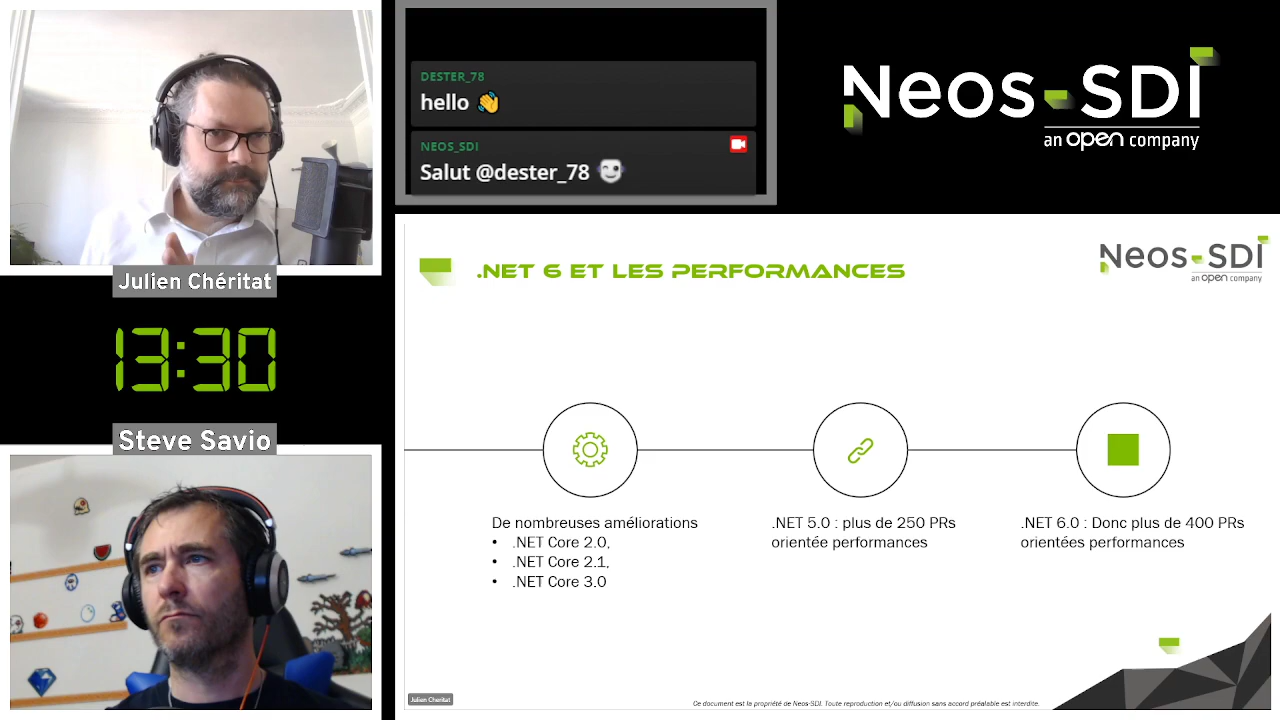 Julien Chéritat
13:30
Steve Savio
DESTER_78
hello 👋
NEOS_SDI
Salut @dester_78
Neos-SDI
an open company
.NET 6 ET LES PERFORMANCES
Neos-SDI
an open company
De nombreuses améliorations
• .NET Core 2.0,
• .NET Core 2.1,
• .NET Core 3.0
.NET 5.0 : plus de 250 PRs
orientée performances
.NET 6.0 : Donc plus de 400 PRs
orientées performances
Julien Cheritat
Ce document est la propriété de Neos-SDI. Toute reproduction et/ou diffusion sans accord préalable est interdite.